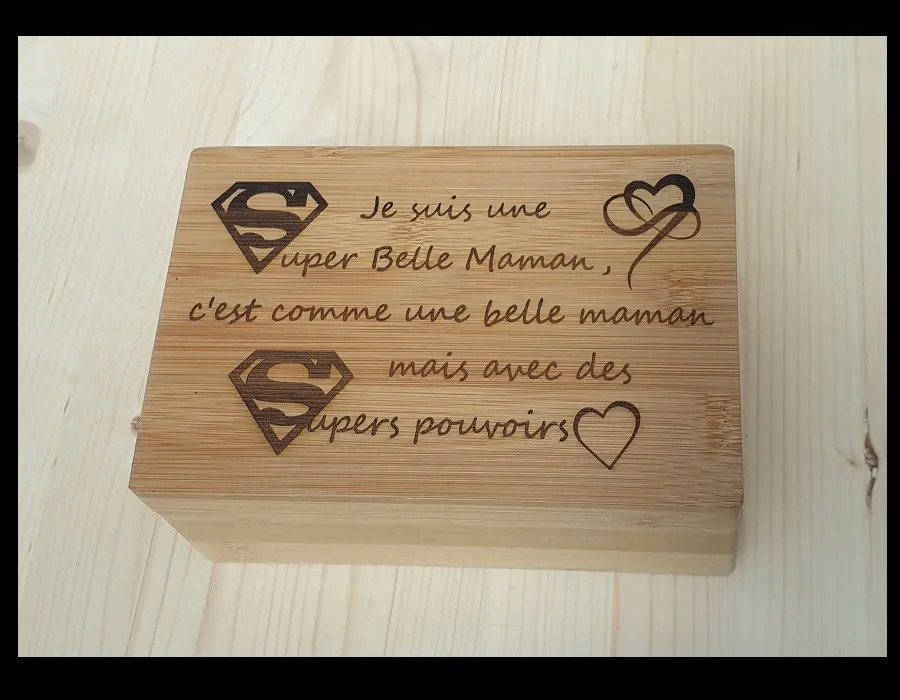 Je suis une
Super Belle Maman,
c'est comme une belle maman
mais avec des
Supers pouvoirs